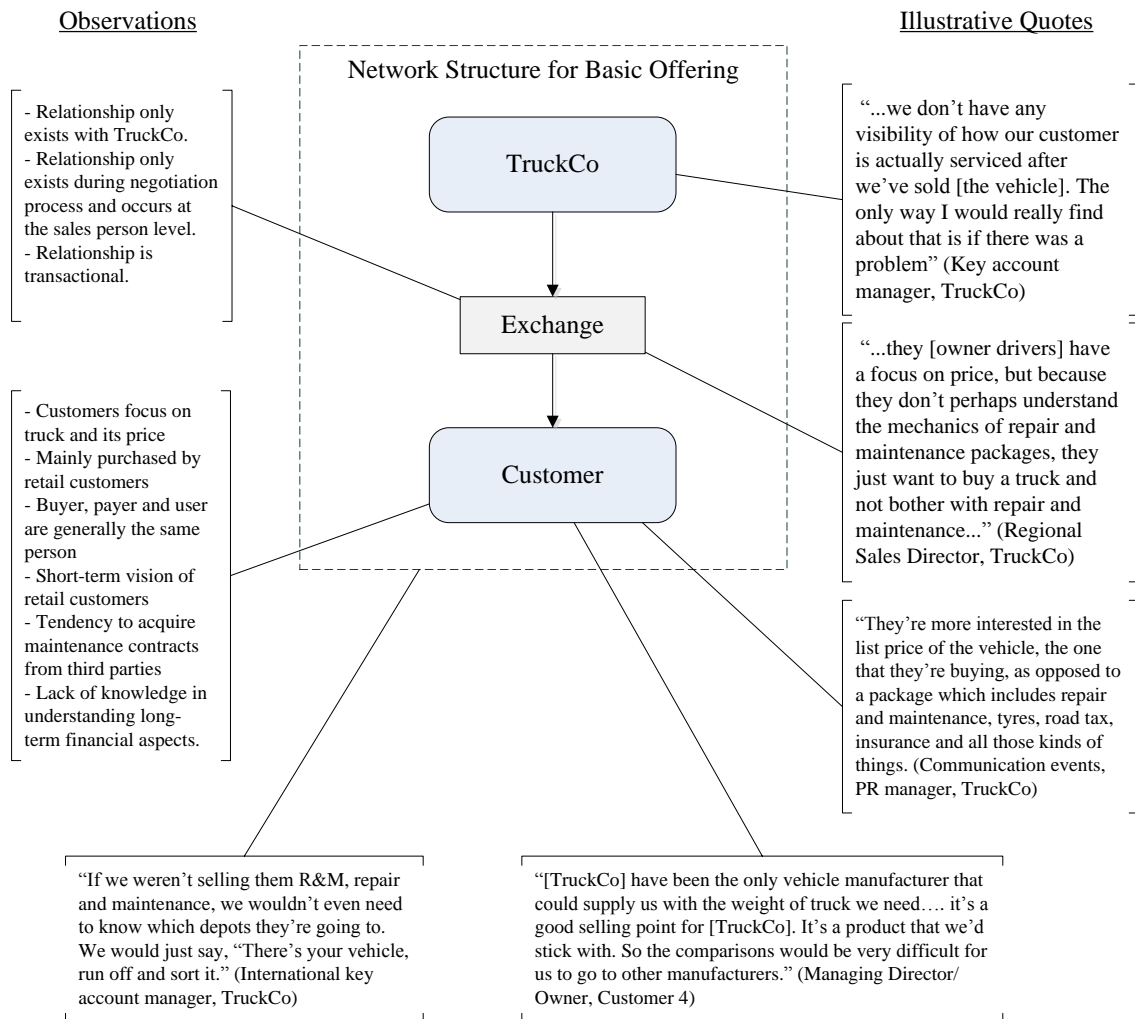 Observations
Illustrative Quotes
Network Structure for Basic Offering
TruckCo
Exchange
Customer
- Relationship only
exists with TruckCo.
- Relationship only
exists during negotiation
process and occurs at
the sales person level.
- Relationship is
transactional.
- Customers focus on
truck and its price
- Mainly purchased by
retail customers
- Buyer, payer and user
are generally the same
person
- Short-term vision of
retail customers
- Tendency to acquire
maintenance contracts
from third parties
- Lack of knowledge in
understanding long-
term financial aspects.
“...we don’t have any
visibility of how our customer
is actually serviced after
we’ve sold [the vehicle]. The
only way I would really find
about that is if there was a
problem” (Key account
manager, TruckCo)
“...they [owner drivers] have
a focus on price, but because
they don’t perhaps understand
the mechanics of repair and
maintenance packages, they
just want to buy a truck and
not bother with repair and
maintenance...” (Regional
Sales Director, TruckCo)
“They’re more interested in the
list price of the vehicle, the one
that they’re buying, as opposed to
a package which includes repair
and maintenance, tyres, road tax,
insurance and all those kinds of
things. (Communication events,
PR manager, TruckCo)
“If we weren’t selling them R&M, repair
and maintenance, we wouldn’t even need
to know which depots they’re going to.
We would just say, “There’s your vehicle,
run off and sort it.” (International key
account manager, TruckCo)
“[TruckCo] have been the only vehicle manufacturer that
could supply us with the weight of truck we need…. it’s a
good selling point for [TruckCo]. It’s a product that we’d
stick with. So the comparisons would be very difficult for
us to go to other manufacturers.” (Managing Director/
Owner, Customer 4)